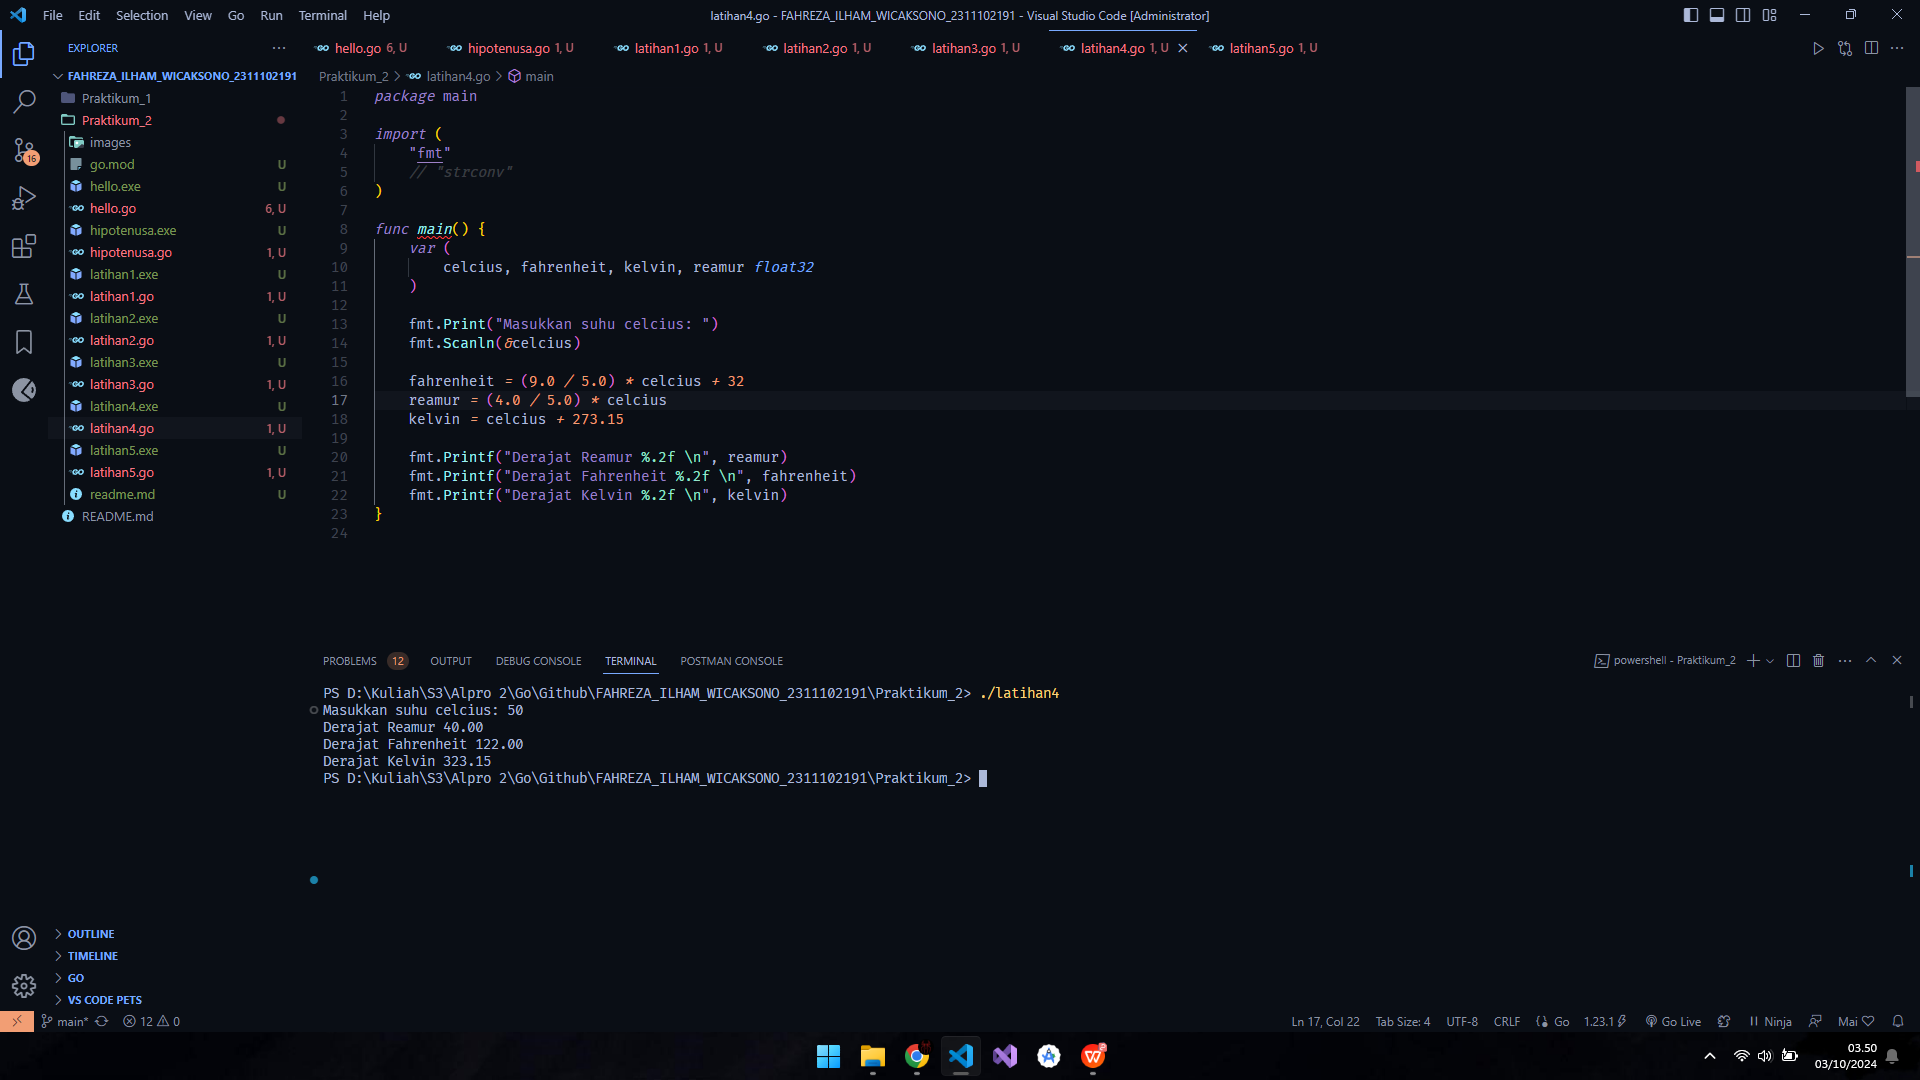 File Edit Selection View Go Run Terminal Help
latihan4.go - FAHREZA_ILHAM_WICAKSONO_2311102191 - Visual Studio Code [Administrator]
EXPLORER
hello.go 6, U hipotenusa.go 1, U latihan1.go 1, U latihan2.go 1, U latihan3.go 1, U latihan4.go 1, U latihan5.go 1, U
FAHREZA_ILHAM_WICAKSONO_2311102191
Praktikum_1
Praktikum_2
images
go.mod U
hello.exe U
hello.go 6, U
hipotenusa.exe U
hipotenusa.go 1, U
latihan1.exe U
latihan1.go 1, U
latihan2.exe U
latihan2.go 1, U
latihan3.exe U
latihan3.go 1, U
latihan4.exe U
latihan4.go 1, U
latihan5.exe U
latihan5.go 1, U
readme.md U
README.md
16
OUTLINE
TIMELINE
GO
VS CODE PETS
Praktikum_2 > latihan4.go > main
1 package main
2
3 import (
4 "fmt"
5 // "strconv"
6 )
7
8 func main() {
9 var (
10 celcius, fahrenheit, kelvin, reamur float32
11 )
12
13 fmt.Print("Masukkan suhu celcius: ")
14 fmt.Scanln(&celcius)
15
16 fahrenheit = (9.0 / 5.0) * celcius + 32
17 reamur = (4.0 / 5.0) * celcius
18 kelvin = celcius + 273.15
19
20 fmt.Printf("Derajat Reamur %.2f \n", reamur)
21 fmt.Printf("Derajat Fahrenheit %.2f \n", fahrenheit)
22 fmt.Printf("Derajat Kelvin %.2f \n", kelvin)
23 }
24
PROBLEMS 12 OUTPUT DEBUG CONSOLE TERMINAL POSTMAN CONSOLE
powershell - Praktikum_2
PS D:\Kuliah\S3\Alpro 2\Go\Github\FAHREZA_ILHAM_WICAKSONO_2311102191\Praktikum_2> ./latihan4
Masukkan suhu celcius: 50
Derajat Reamur 40.00
Derajat Fahrenheit 122.00
Derajat Kelvin 323.15
PS D:\Kuliah\S3\Alpro 2\Go\Github\FAHREZA_ILHAM_WICAKSONO_2311102191\Praktikum_2>
main* 12 0
Ln 17, Col 22 Tab Size: 4 UTF-8 CRLF Go 1.23.1 Go Live Ninja Mai
03.50
03/10/2024